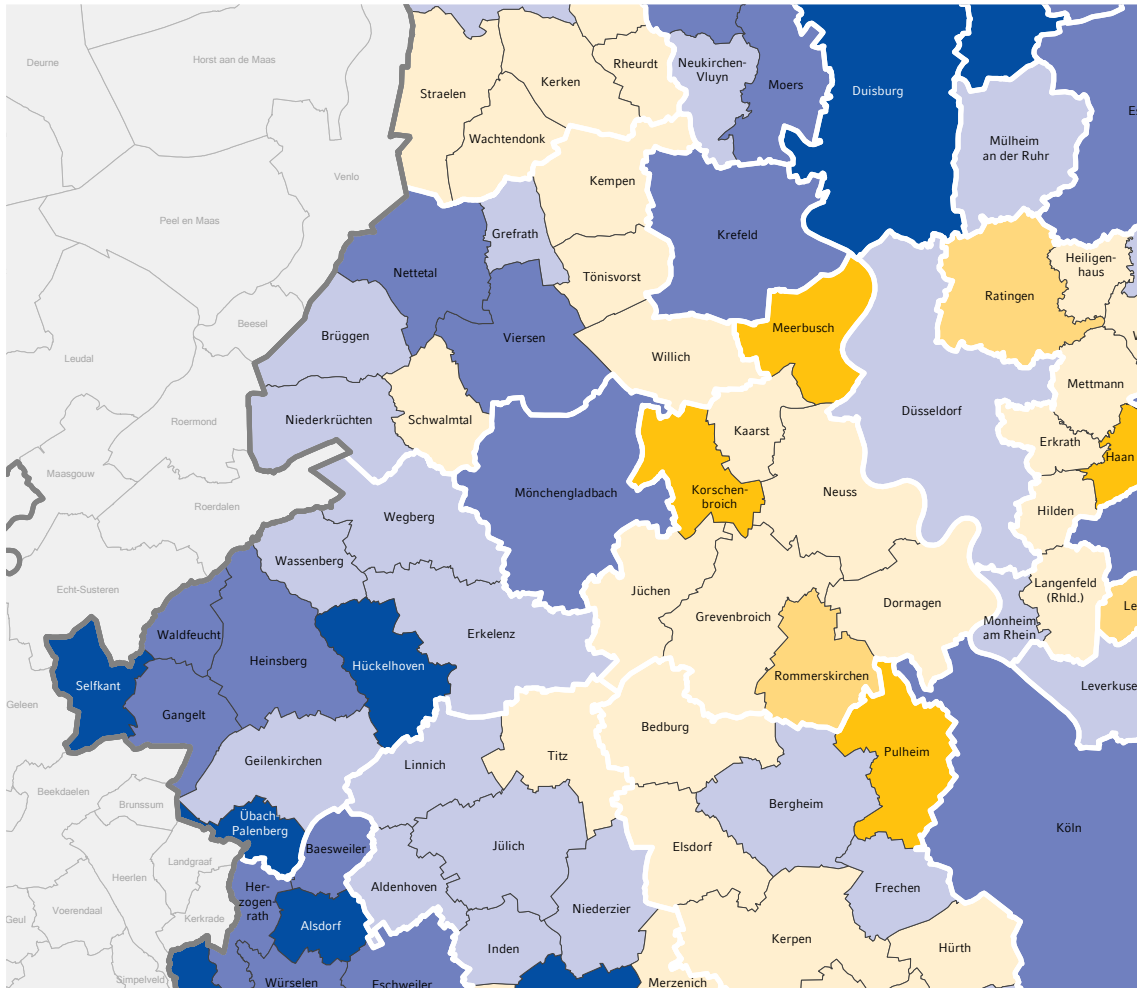 Deurne
Horst aan de Maas
Straelen
Kerken
Rheurdt
Neukirchen-
Vluyn
Moers
Duisburg
Es
Wachtendonk
Mülheim
an der Ruhr
Venlo
Kempen
Peel en Maas
Grefrath
Krefeld
Nettetal
Tönisvorst
Heiligen-
haus
Ratingen
Beesel
Brüggen
Viersen
Meerbusch
Leudal
Willich
Mettmann
Roermond
Niederkrüchten
Schwalmtal
Kaarst
Düsseldorf
Erkrath
Haan
Maasgouw
Mönchengladbach
Korschen-
broich
Neuss
Roerdalen
Wegberg
Hilden
Wassenberg
Echt-Susteren
Jüchen
Langenfeld
(Rhld.)
Le
Dormagen
Grevenbroich
Monheim
am Rhein
Waldfeucht
Erkelenz
Heinsberg
Hückelhoven
Rommerskirchen
Selfkant
Leverkuse
Geleen
Gangelt
Bedburg
Titz
Pulheim
Geilenkirchen
Linnich
Beekdaelen
Brunssum
Bergheim
Übach-
Palenberg
Köln
Baesweiler
Jülich
Elsdorf
Landgraaf
Heerlen
Aldenhoven
Her-
zogen
rath
Frechen
Voerendaal
Niederzier
Geul
Kerkrade
Alsdorf
Kerpen
Inden
Hürth
Simpelveld
Würselen
Eschweiler
Merzenich